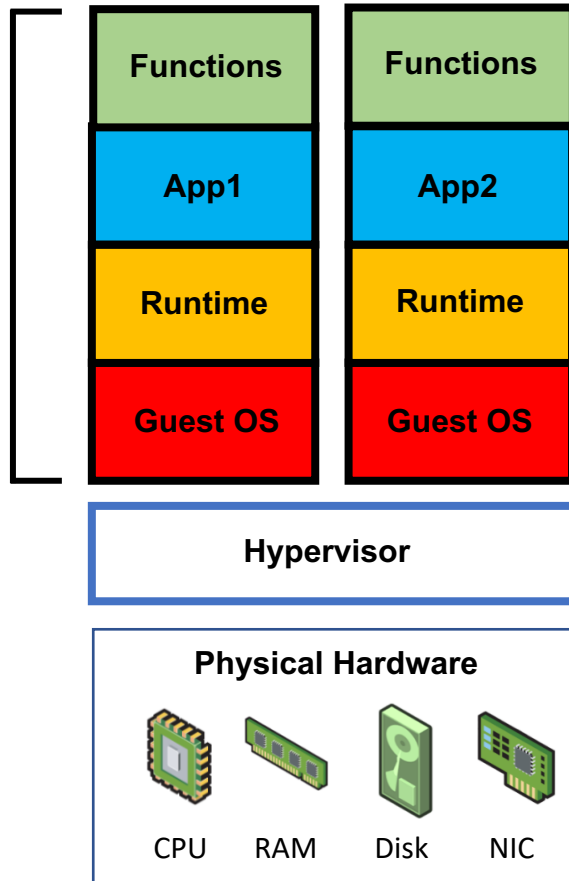 Functions
Functions
App1
App2
Runtime
Runtime
Guest OS
Guest OS
Hypervisor
Physical Hardware
CPU
RAM
Disk
NIC